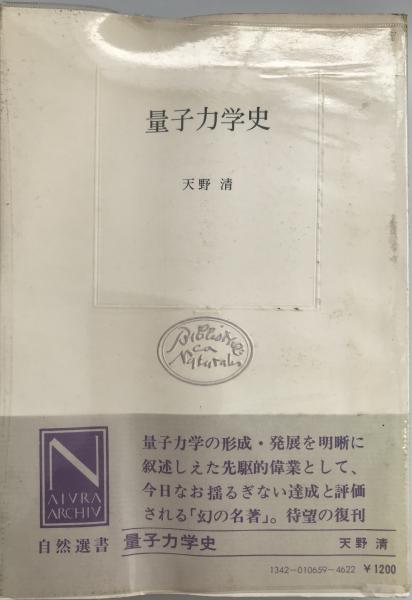 量子力学史
天野 清
Bibliothe
ca
Naturalis
N
ATVRA
ARCHIV
量子力学の形成・発展を明晰に
叙述しえた先駆的偉業として、
今日なお揺るぎない達成と評価
される「幻の名著」。待望の復刊
自然選書 量子力学史 天野 清
1342-010659-4622 ¥1200